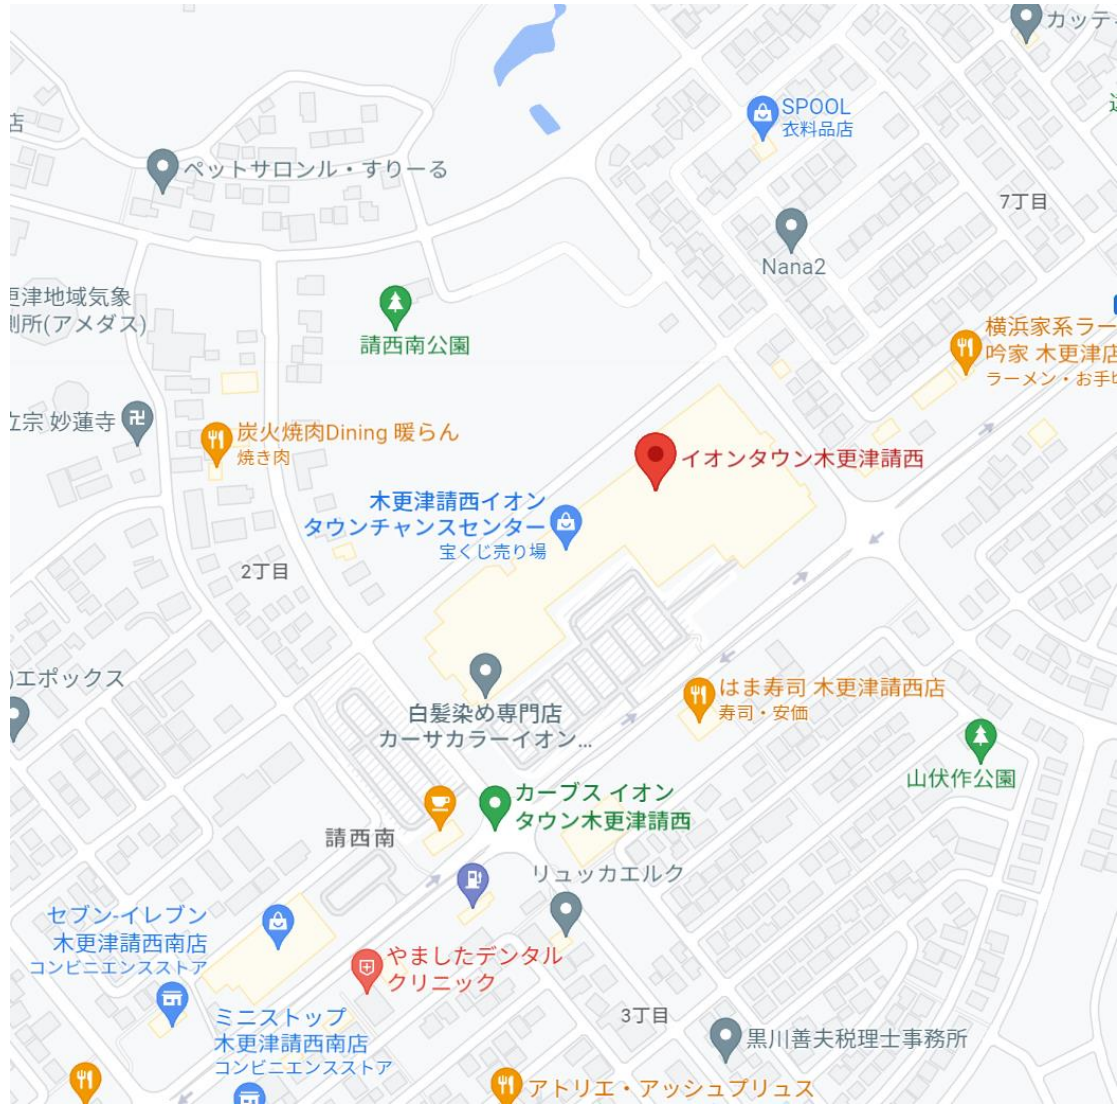 カッテ
店
SPOOL
衣料品店
ペットサロンル・すりーる
7丁目
Nana2
更津地域気象
測所(アメダス)
請西南公園
横浜家系ラー
吟家 木更津店
ラーメン・お手
立宗 妙蓮寺
炭火焼肉Dining 暖らん
焼き肉
イオンタウン木更津請西
木更津請西イオン
タウンチャンスセンター
宝くじ売り場
2丁目
)エポックス
はま寿司 木更津請西店
寿司・安価
白髪染め専門店
カーサカラーイオン...
山伏作公園
カーブス イオン
タウン木更津請西
請西南
リュッカエルク
セブン-イレブン
木更津請西南店
コンビニエンスストア
やましたデンタル
クリニック
ミニストップ
木更津請西南店
コンビニエンスストア
3丁目
黒川善夫税理士事務所
アトリエ・アッシュプリュス